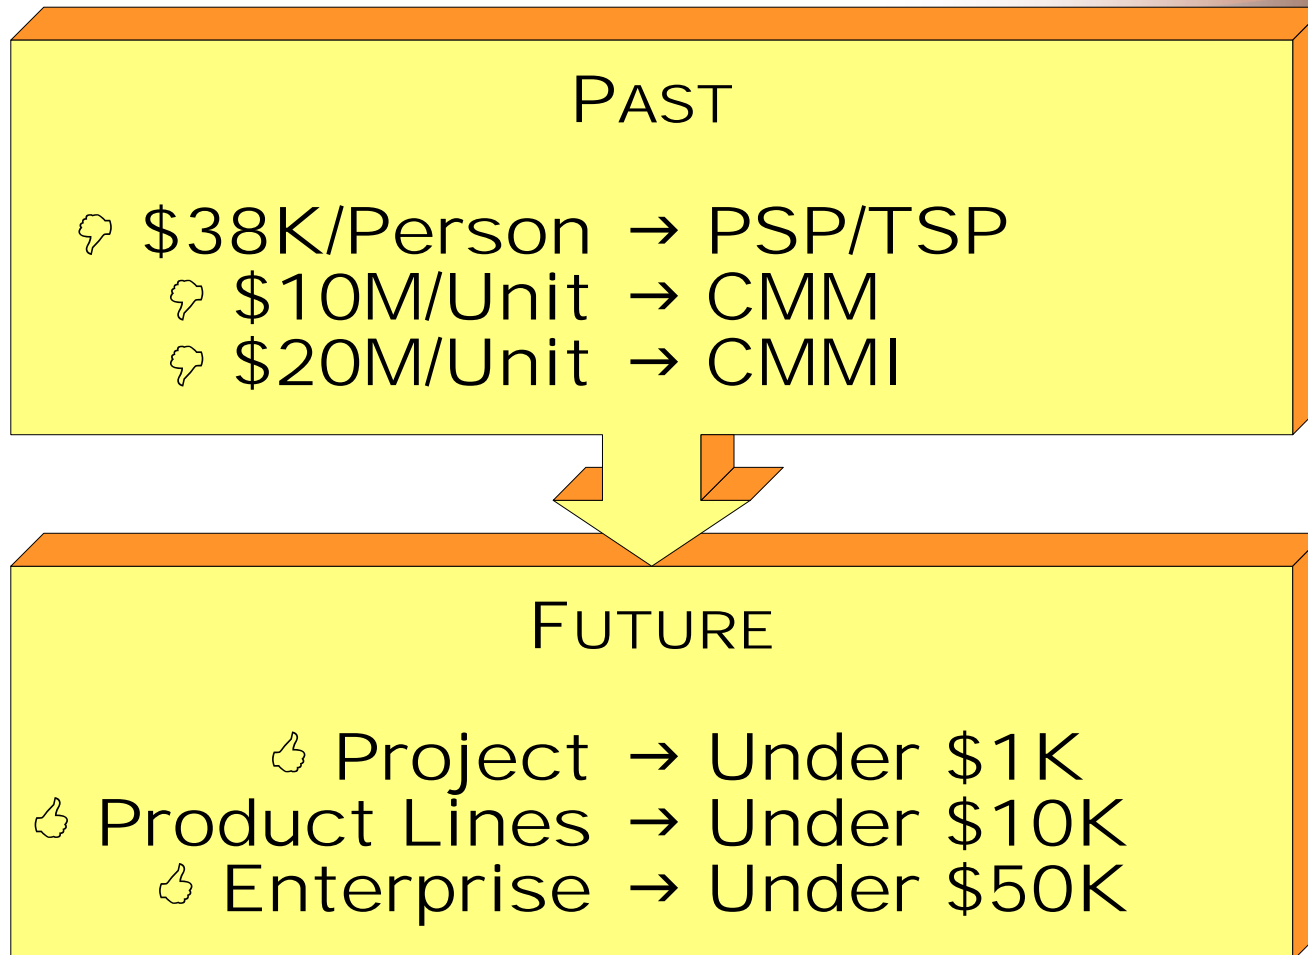 PAST
👎 $38K/Person → PSP/TSP
👎 $10M/Unit → CMM
👎 $20M/Unit → CMMI
FUTURE
👍 Project → Under $1K
👍 Product Lines → Under $10K
👍 Enterprise → Under $50K